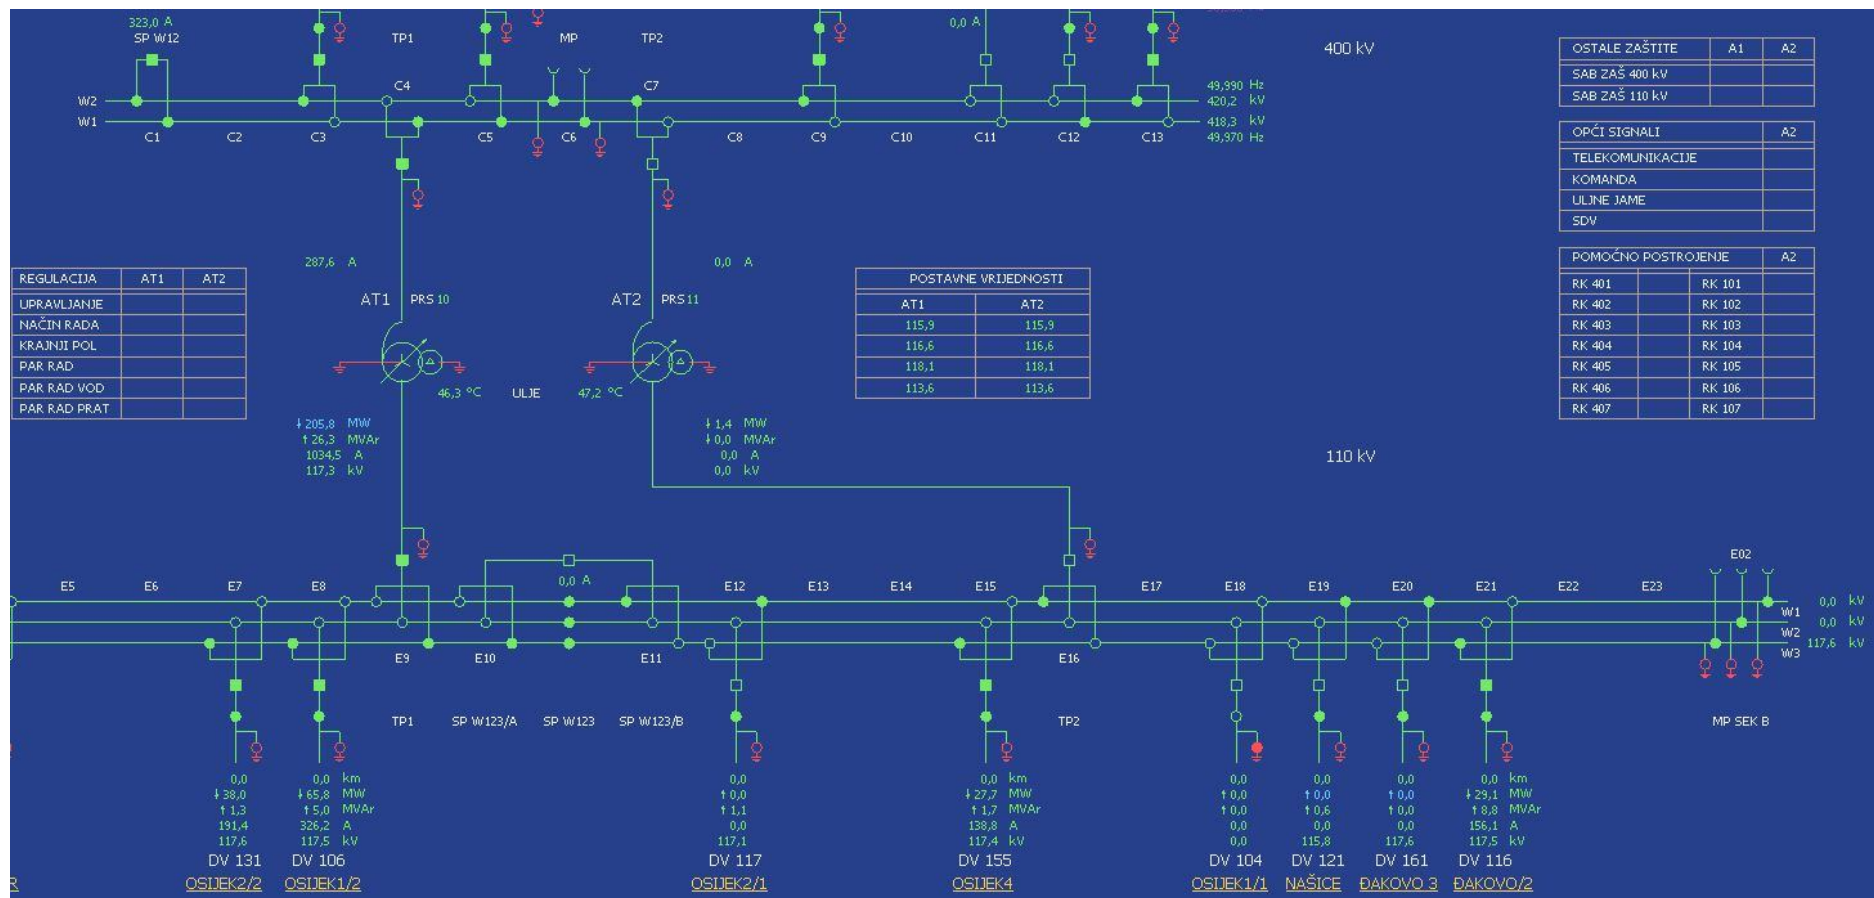 323,0 A
SP W12
TP1
MP
TP2
0,0 A
400 kV
C4
C7
W2
W1
49,990 Hz
420,2 kV
418,3 kV
49,970 Hz
C1 C2 C3 C5 C6 C8 C9 C10 C11 C12 C13
OSTALE ZAŠTITE A1 A2
SAB ZAŠ 400 kV
SAB ZAŠ 110 kV
OPĆI SIGNALI A2
TELEKOMUNIKACIJE
KOMANDA
ULJNE JAME
SDV
POMOĆNO POSTROJENJE A2
RK 401 RK 101
RK 402 RK 102
RK 403 RK 103
RK 404 RK 104
RK 405 RK 105
RK 406 RK 106
RK 407 RK 107
REGULACIJA AT1 AT2
UPRAVLJANJE
NAČIN RADA
KRAJNJI POL
PAR RAD
PAR RAD VOD
PAR RAD PRAT
287,6 A
AT1 PRS 10
0,0 A
AT2 PRS 11
POSTAVNE VRIJEDNOSTI
AT1 AT2
115,9 115,9
116,6 116,6
118,1 118,1
113,6 113,6
46,3 °C ULJE 47,2 °C
↓ 205,8 MW
↑ 26,3 MVAr
1034,5 A
117,3 kV
↓ 1,4 MW
↓ 0,0 MVAr
0,0 A
0,0 kV
110 kV
E02
E5 E6 E7 E8 0,0 A E12 E13 E14 E15 E17 E18 E19 E20 E21 E22 E23
0,0 kV
W1
0,0 kV
W2
117,6 kV
W3
E9 E10 E11 E16
TP1 SP W123/A SP W123 SP W123/B TP2 MP SEK B
0,0 0,0 km 0,0 0,0 km 0,0 0,0 0,0 0,0 km
↓ 38,0 ↓ 65,8 MW ↑ 0,0 ↓ 27,7 MW ↑ 0,0 ↑ 0,0 ↑ 0,0 ↓ 29,1 MW
↑ 1,3 ↑ 5,0 MVAr ↑ 1,1 ↑ 1,7 MVAr ↑ 0,0 ↑ 0,6 ↑ 0,0 ↑ 8,8 MVAr
191,4 326,2 A 0,0 138,8 A 0,0 0,0 0,0 156,1 A
117,6 117,5 kV 117,1 117,4 kV 0,0 115,8 117,6 117,5 kV
DV 131 DV 106 DV 117 DV 155 DV 104 DV 121 DV 161 DV 116
OSIJEK2/2 OSIJEK1/2 OSIJEK2/1 OSIJEK4 OSIJEK1/1 NAŠICE ĐAKOVO 3 ĐAKOVO/2